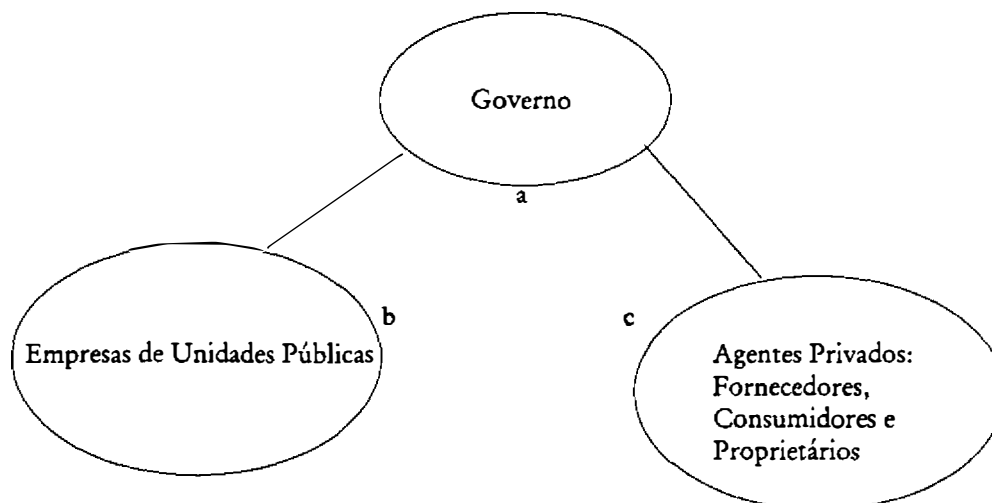 Governo
a
b
c
Empresas de Unidades Públicas
Agentes Privados:
Fornecedores,
Consumidores e
Proprietários